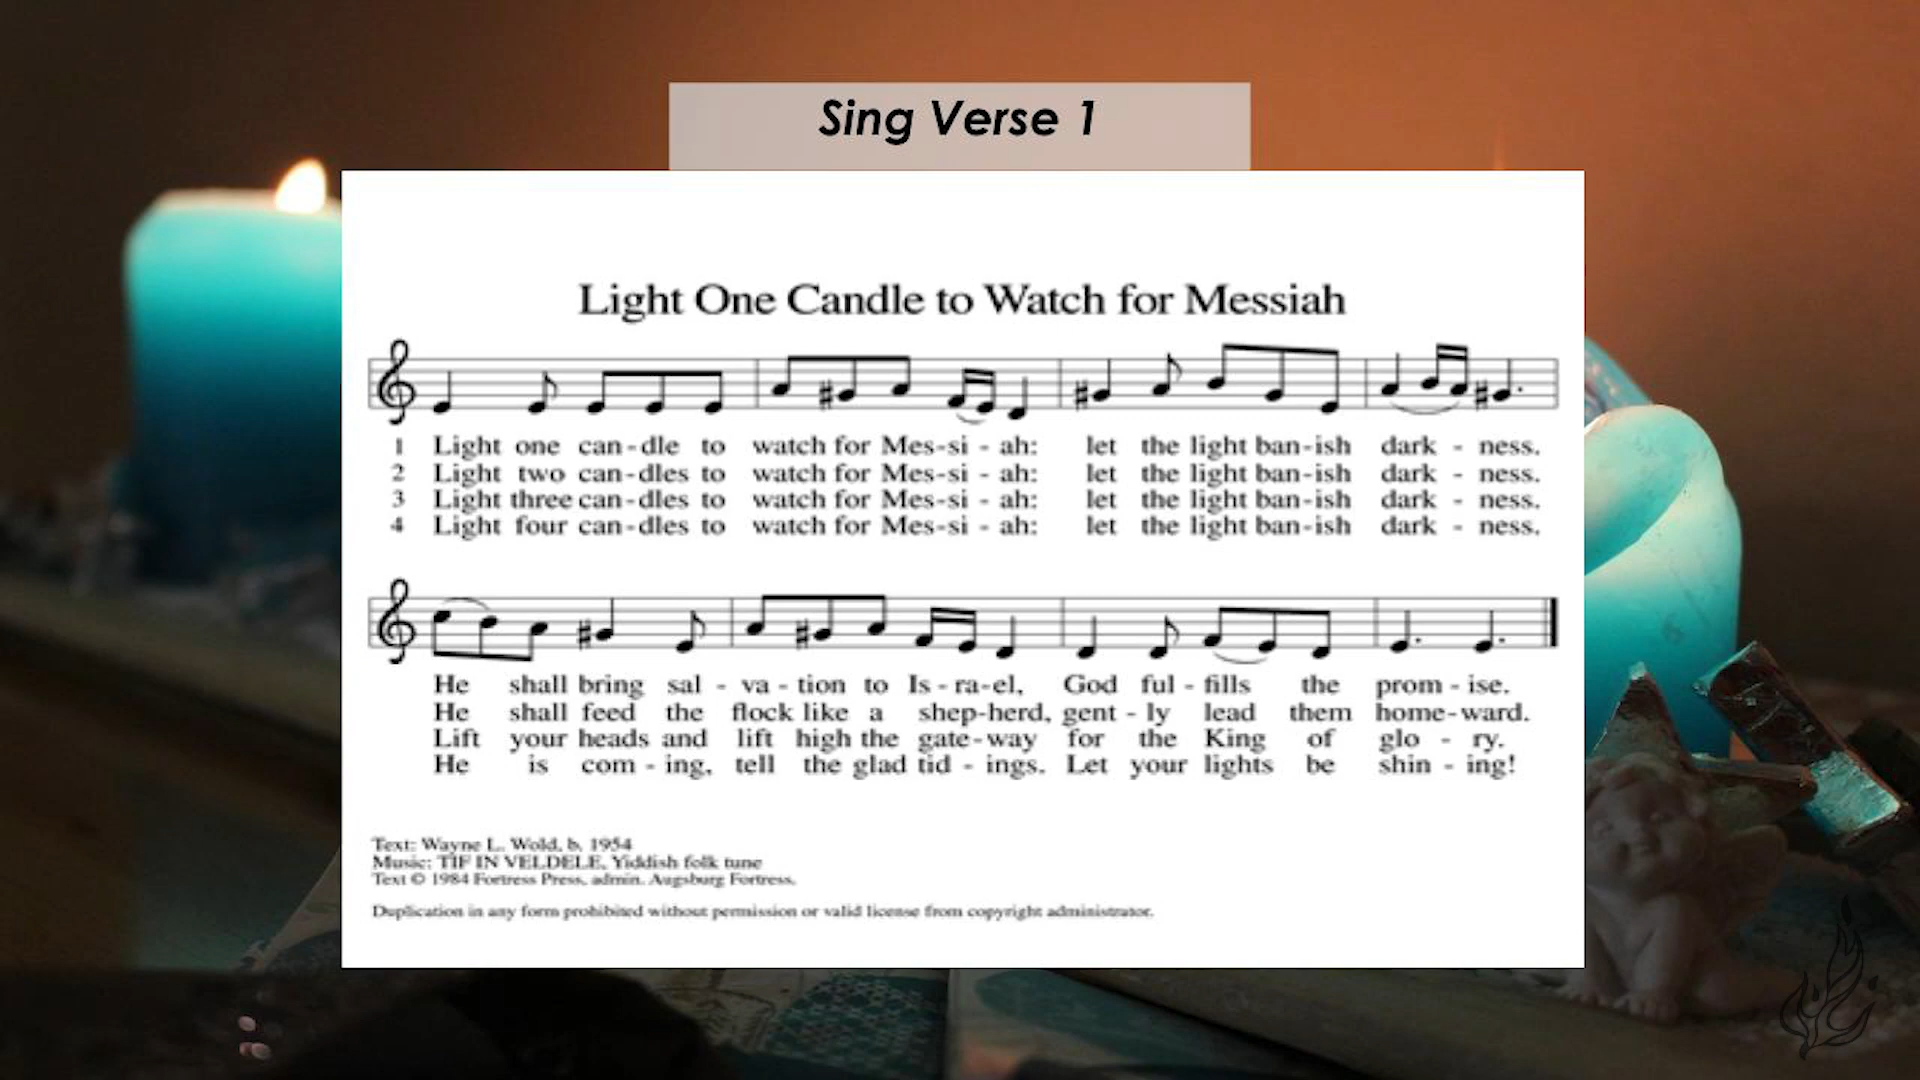 Sing Verse 1
Light One Candle to Watch for Messiah
1 Light one can-dle to watch for Mes-si - ah: let the light ban-ish dark - ness.
2 Light two can-dles to watch for Mes-si - ah: let the light ban-ish dark - ness.
3 Light three can-dles to watch for Mes-si - ah: let the light ban-ish dark - ness.
4 Light four can-dles to watch for Mes-si - ah: let the light ban-ish dark - ness.
He shall bring sal - va - tion to Is - ra-el, God ful - fills the prom - ise.
He shall feed the flock like a shep-herd, gent - ly lead them home-ward.
Lift your heads and lift high the gate-way for the King of glo - ry.
He is com - ing, tell the glad tid - ings. Let your lights be shin - ing!
Text: Wayne L. Wold, b. 1954
Music: TIF IN VELDELE, Yiddish folk tune
Text © 1984 Fortress Press, admin. Augsburg Fortress.
Duplication in any form prohibited without permission or valid license from copyright administrator.